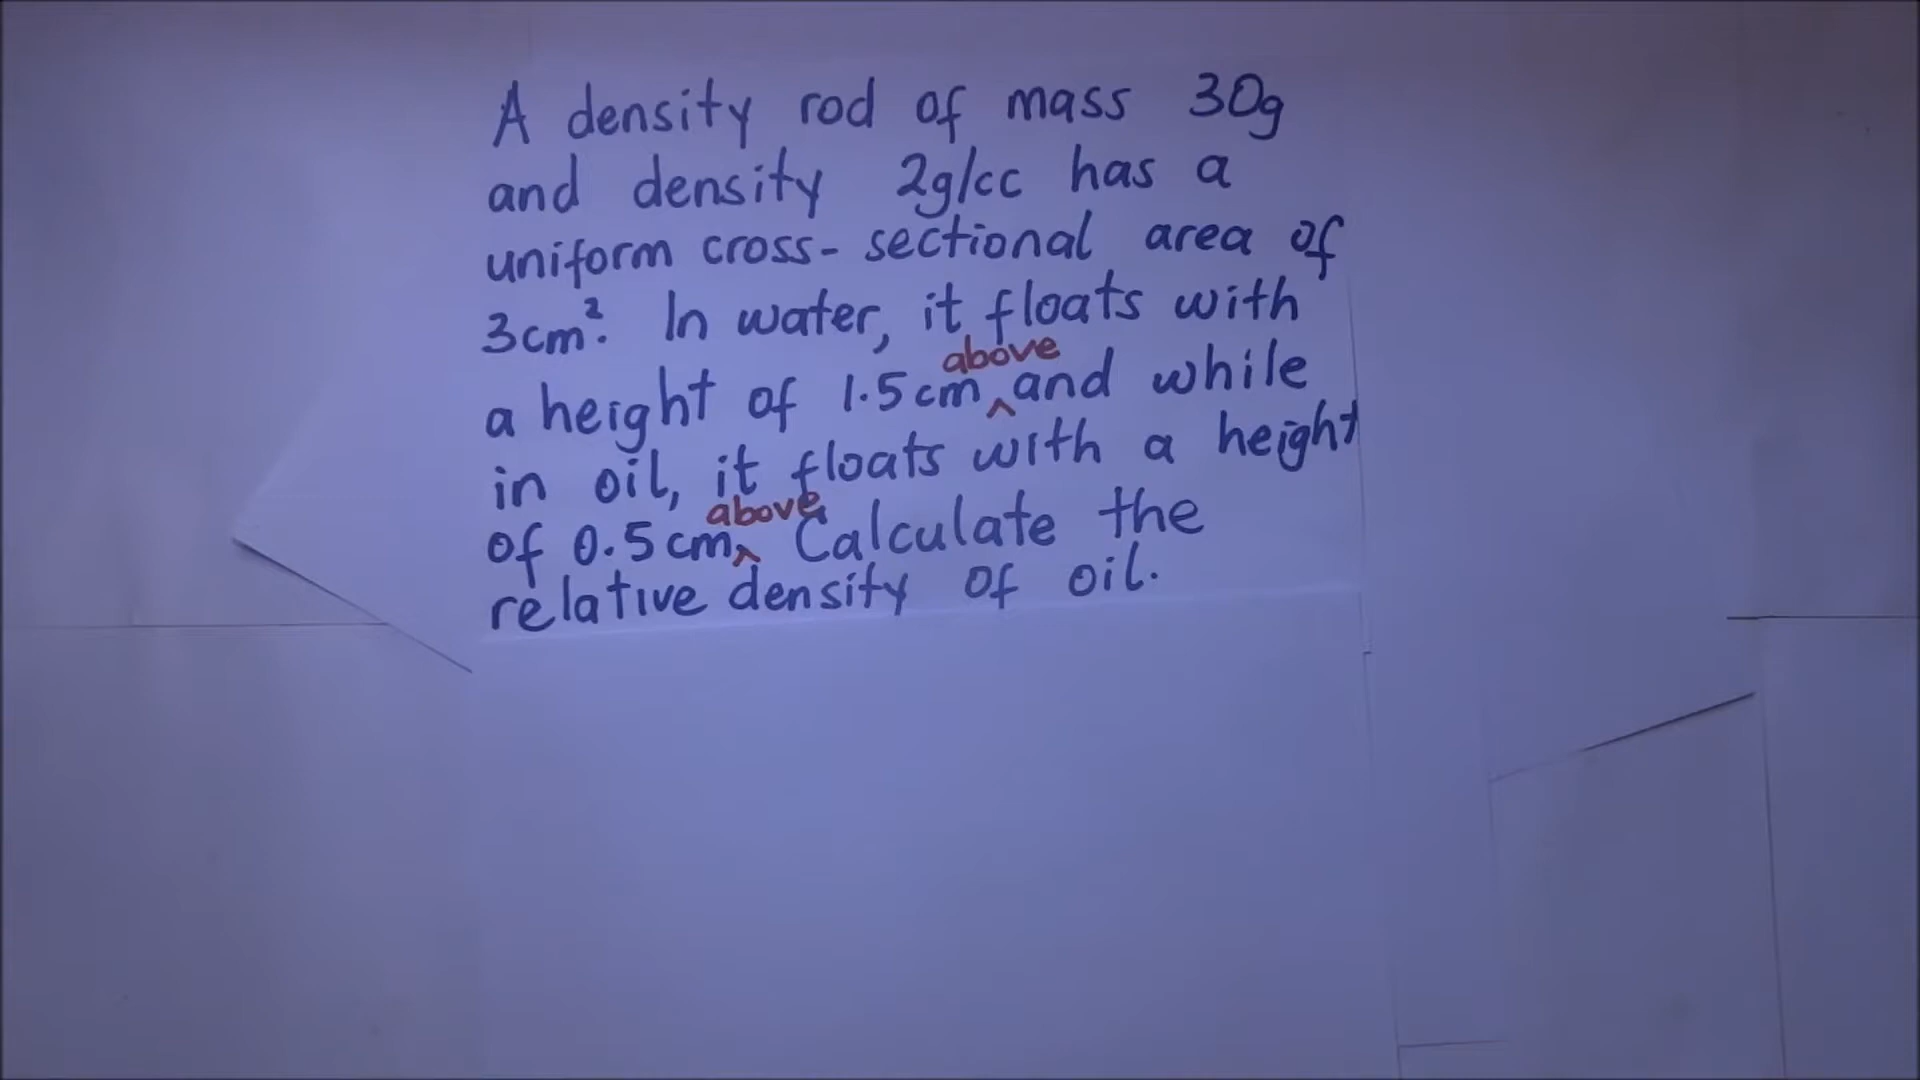 A density rod of mass 30g
and density 2g/cc has a
uniform cross-sectional area of
3cm². In water, it floats with
above
a height of 1.5cm ^ and while
in oil, it floats with a height
above
of 0.5cm ^. Calculate the
relative density of oil.